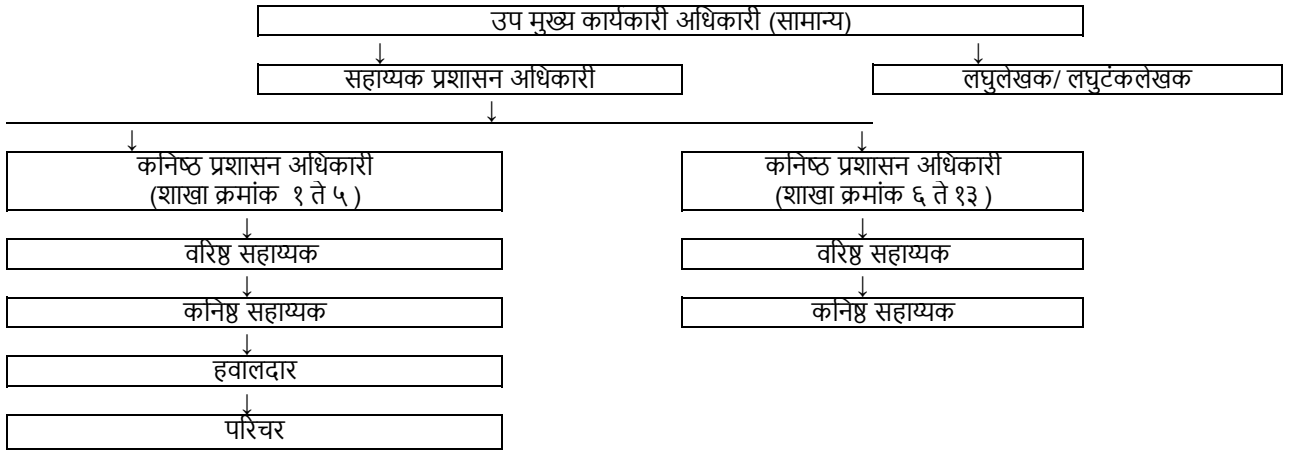 उप मुख्य कार्यकारी अधिकारी (सामान्य)
↓ ↓
सहाय्यक प्रशासन अधिकारी लघुलेखक/ लघुटंकलेखक
↓
↓ ↓
कनिष्ठ प्रशासन अधिकारी कनिष्ठ प्रशासन अधिकारी
(शाखा क्रमांक १ ते ५ ) (शाखा क्रमांक ६ ते १३ )
↓ ↓
वरिष्ठ सहाय्यक वरिष्ठ सहाय्यक
↓ ↓
कनिष्ठ सहाय्यक कनिष्ठ सहाय्यक
↓
हवालदार
↓
परिचर